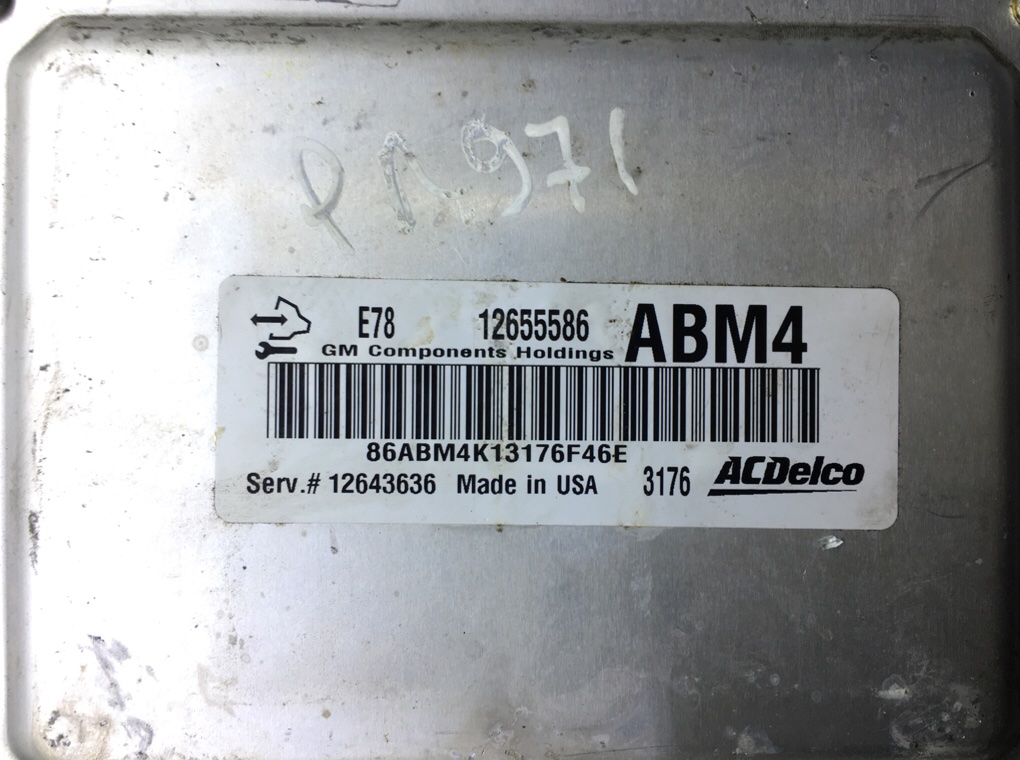 E78 12655586 ABM4
GM Components Holdings
86ABM4K13176F46E
Serv.# 12643636 Made in USA 3176 ACDelco